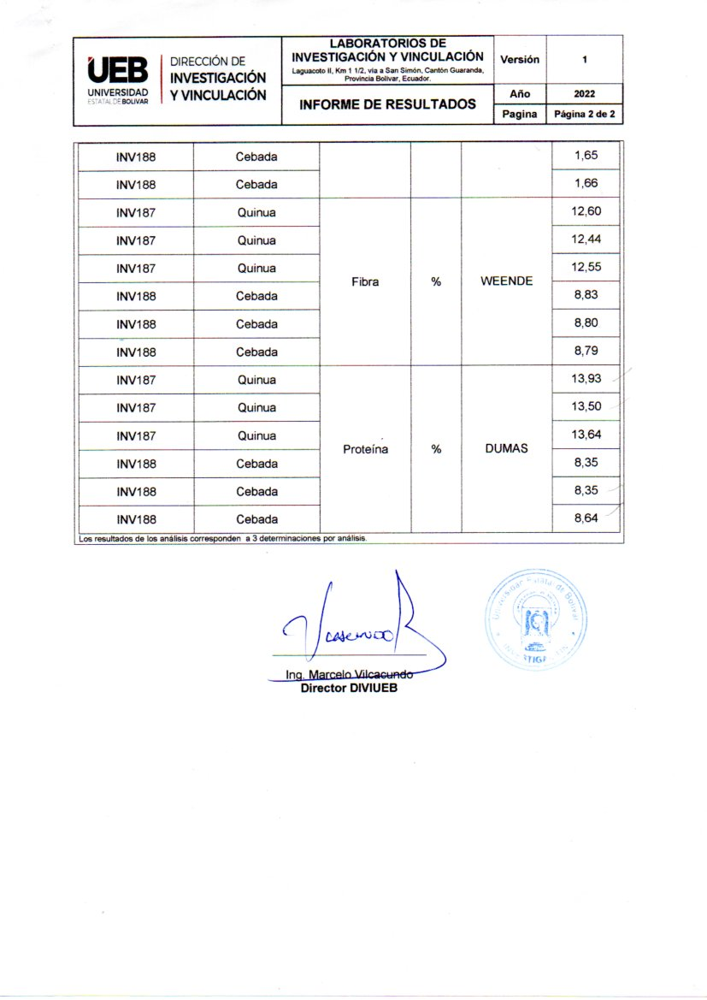 UEB
UNIVERSIDAD
ESTATAL DE BOLIVAR
DIRECCIÓN DE
INVESTIGACIÓN
Y VINCULACIÓN
LABORATORIOS DE
INVESTIGACIÓN Y VINCULACIÓN
Laguacoto II, Km 1 1/2, via a San Simón, Cantón Guaranda,
Provincia Bolívar, Ecuador.
INFORME DE RESULTADOS
Versión 1
Año 2022
Pagina Página 2 de 2
INV188 Cebada 1,65
INV188 Cebada 1,66
INV187 Quinua 12,60
INV187 Quinua 12,44
INV187 Quinua 12,55
Fibra % WEENDE
INV188 Cebada 8,83
INV188 Cebada 8,80
INV188 Cebada 8,79
INV187 Quinua 13,93
INV187 Quinua 13,50
INV187 Quinua 13,64
Proteína % DUMAS
INV188 Cebada 8,35
INV188 Cebada 8,35
INV188 Cebada 8,64
Los resultados de los análisis corresponden a 3 determinaciones por análisis.
Ing. Marcelo Vilcacundo
Director DIVIUEB
Universidad Estatal de Bolívar